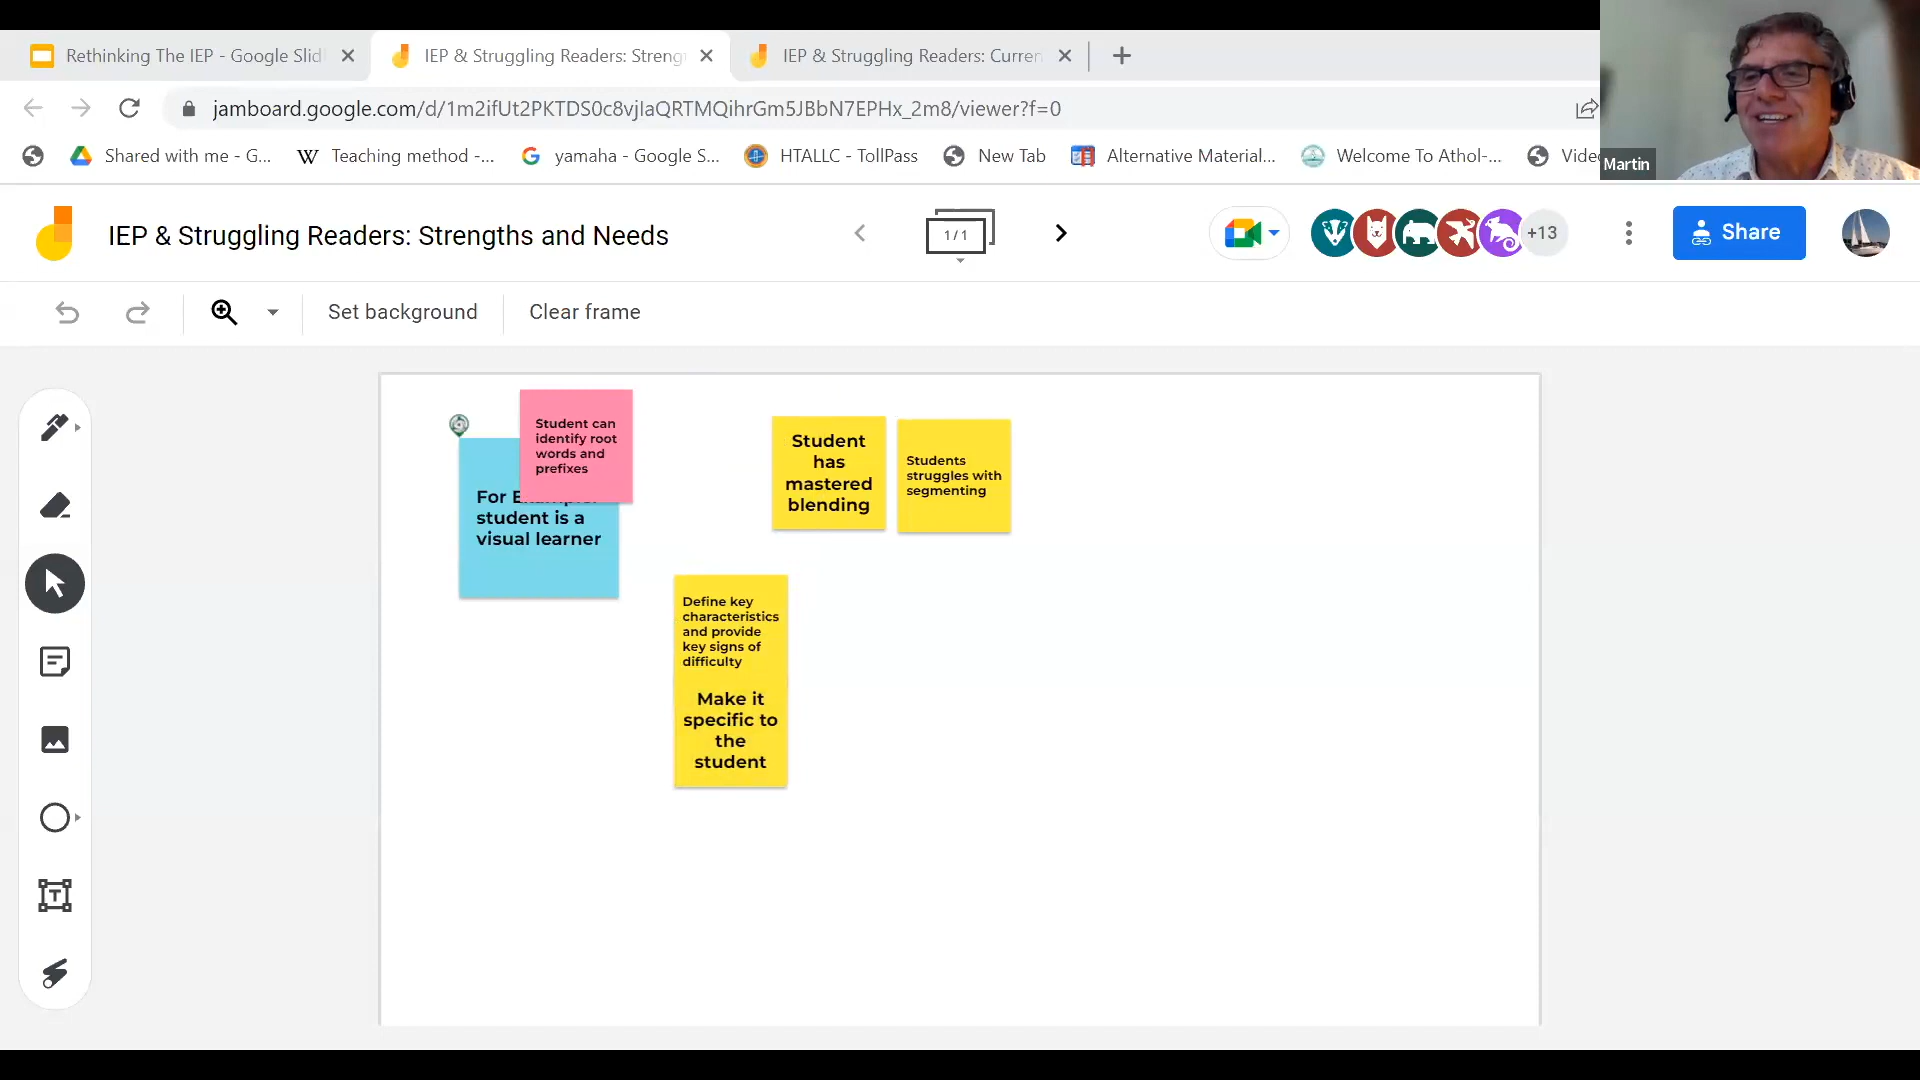 Rethinking The IEP - Google Slid
IEP & Struggling Readers: Streng
IEP & Struggling Readers: Curren
jamboard.google.com/d/1m2ifUt2PKTDS0c8vjlaQRTMQihrGm5JBbN7EPHx_2m8/viewer?f=0
Shared with me - G...
Teaching method -...
yamaha - Google S...
HTALLC - TollPass
New Tab
Alternative Material...
Welcome To Athol-...
Martin
IEP & Struggling Readers: Strengths and Needs
1 / 1
+13
Share
Set background
Clear frame
Student can
identify root
words and
prefixes
For
student is a
visual learner
Student
has
mastered
blending
Students
struggles with
segmenting
Define key
characteristics
and provide
key signs of
difficulty
Make it
specific to
the
student